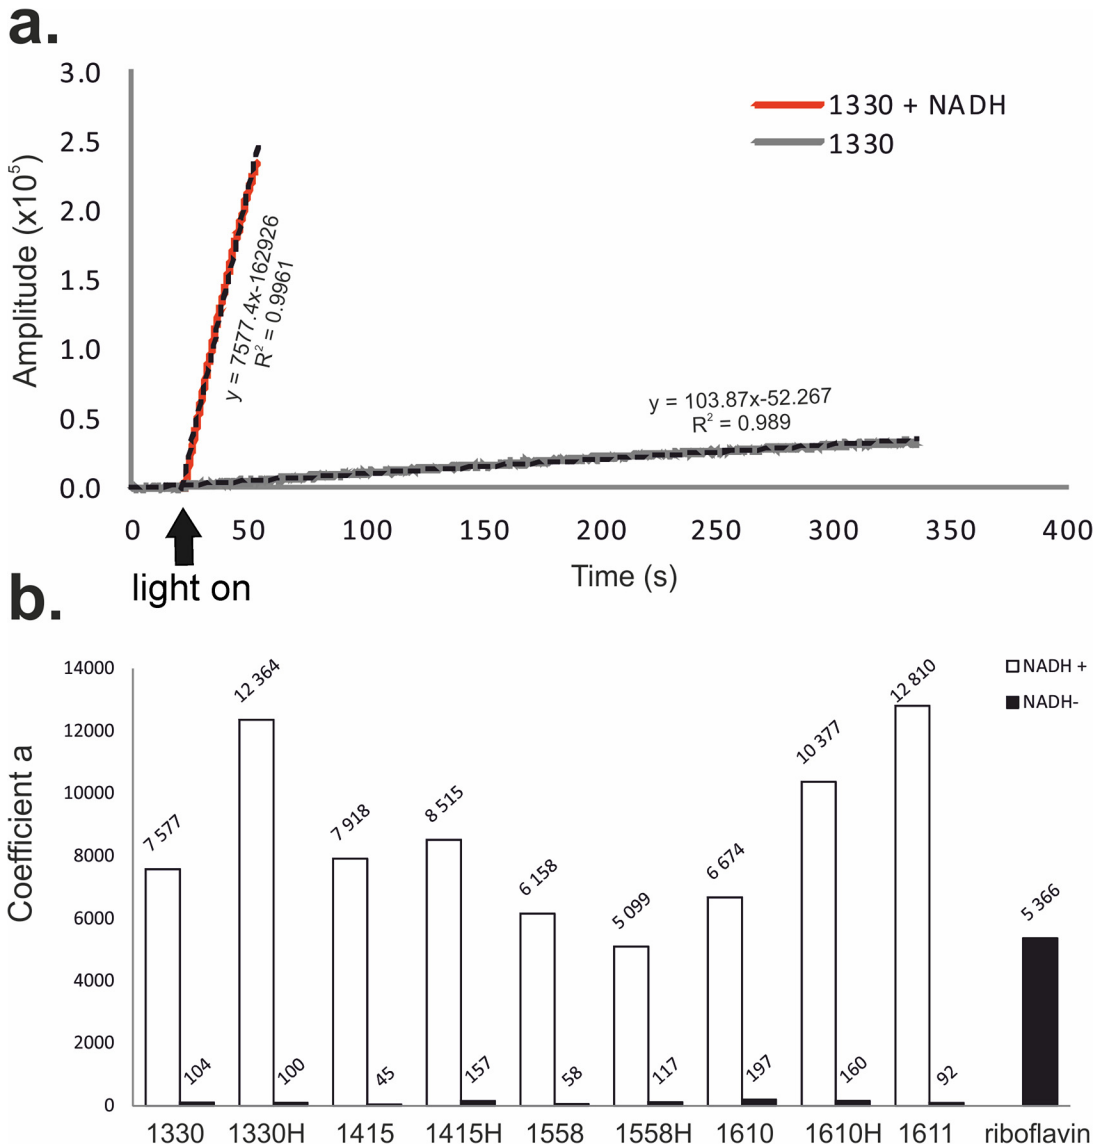 a.
3.0
2.5
2.0
1.5
1.0
0.5
0.0
Amplitude (x10⁵)
1330 + NADH
1330
y = 7577.4x-162926
R² = 0.9961
y = 103.87x-52.267
R² = 0.989
0 50 100 150 200 250 300 350 400
light on
Time (s)
b.
14000
12000
10000
8000
6000
4000
2000
0
Coefficient a
NADH +
NADH-
7 577
104
12 364
100
7 918
45
8 515
157
6 158
58
5 099
117
6 674
197
10 377
160
12 810
92
5 366
1330 1330H 1415 1415H 1558 1558H 1610 1610H 1611 riboflavin